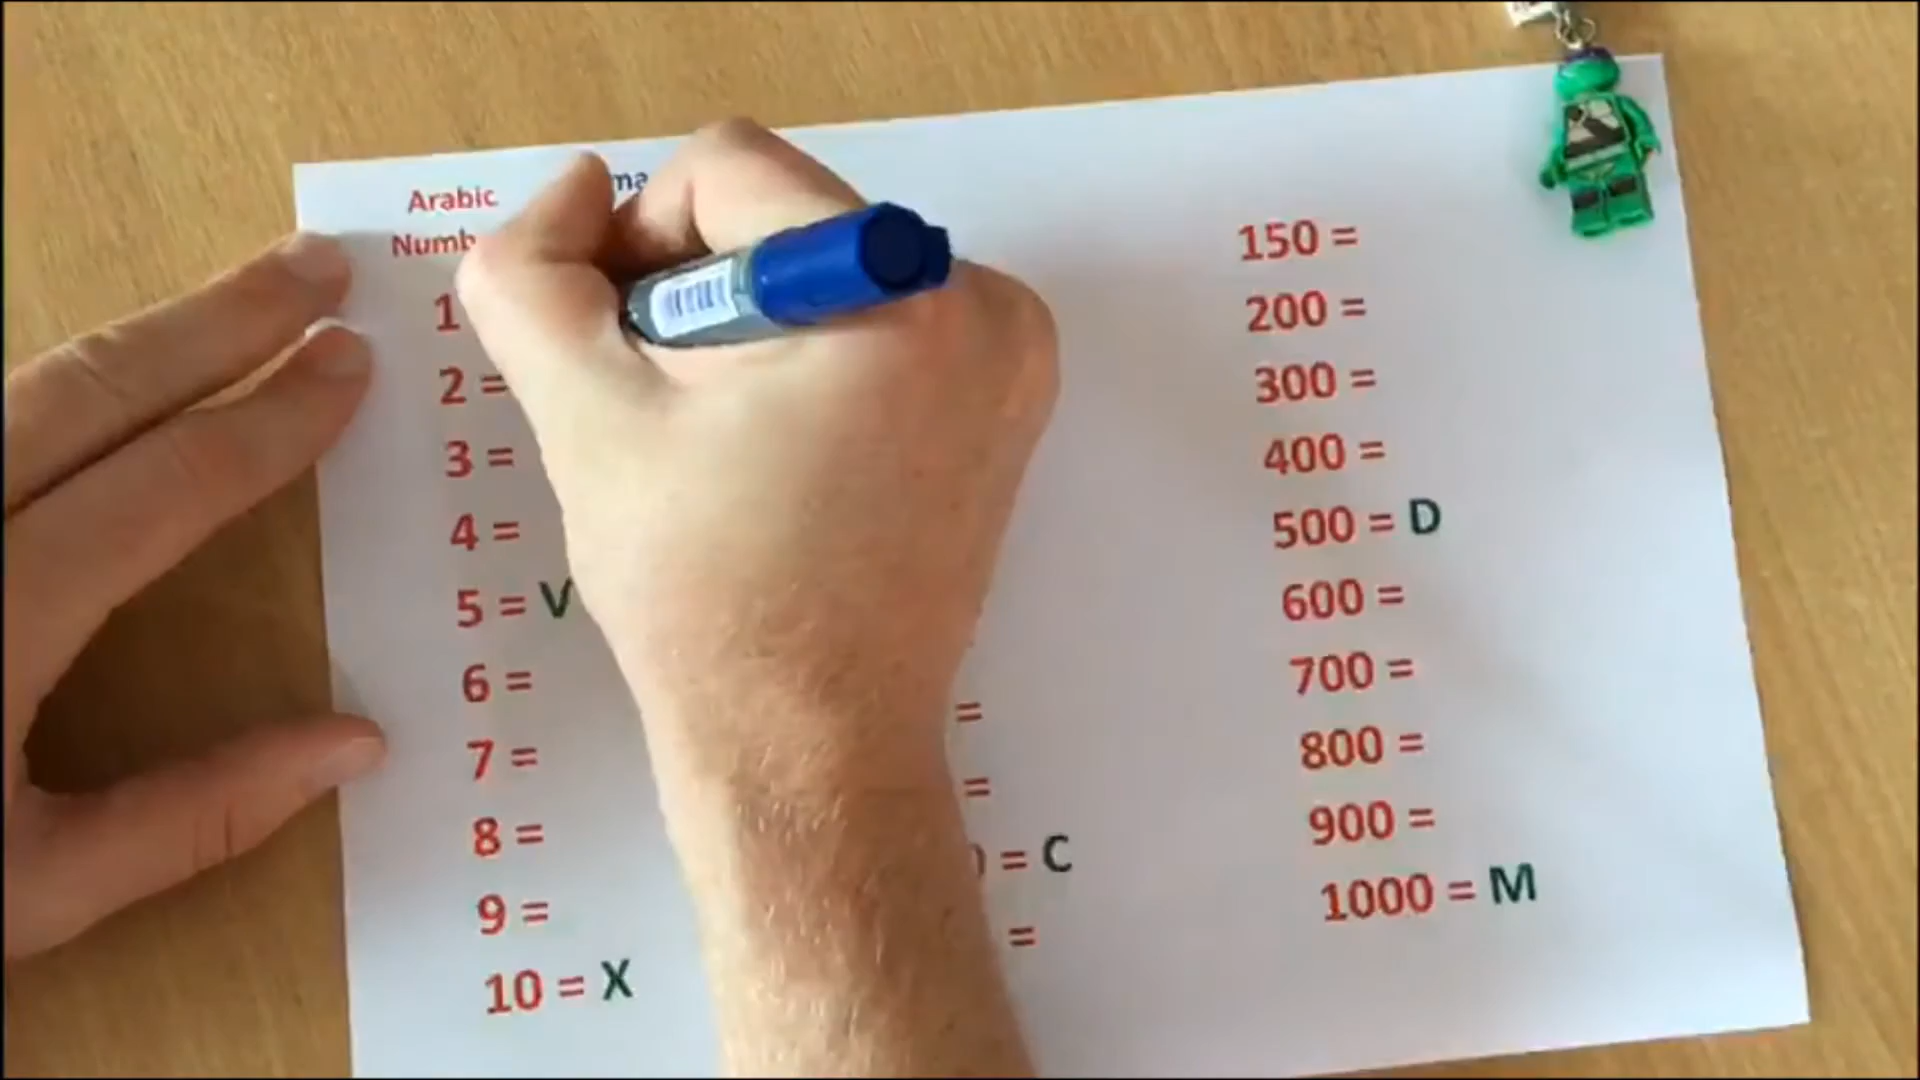 Arabic
Numb
1
2 =
3 =
4 =
5 = V
6 =
7 =
8 =
9 =
10 = X
=
=
= C
=
150 =
200 =
300 =
400 =
500 = D
600 =
700 =
800 =
900 =
1000 = M